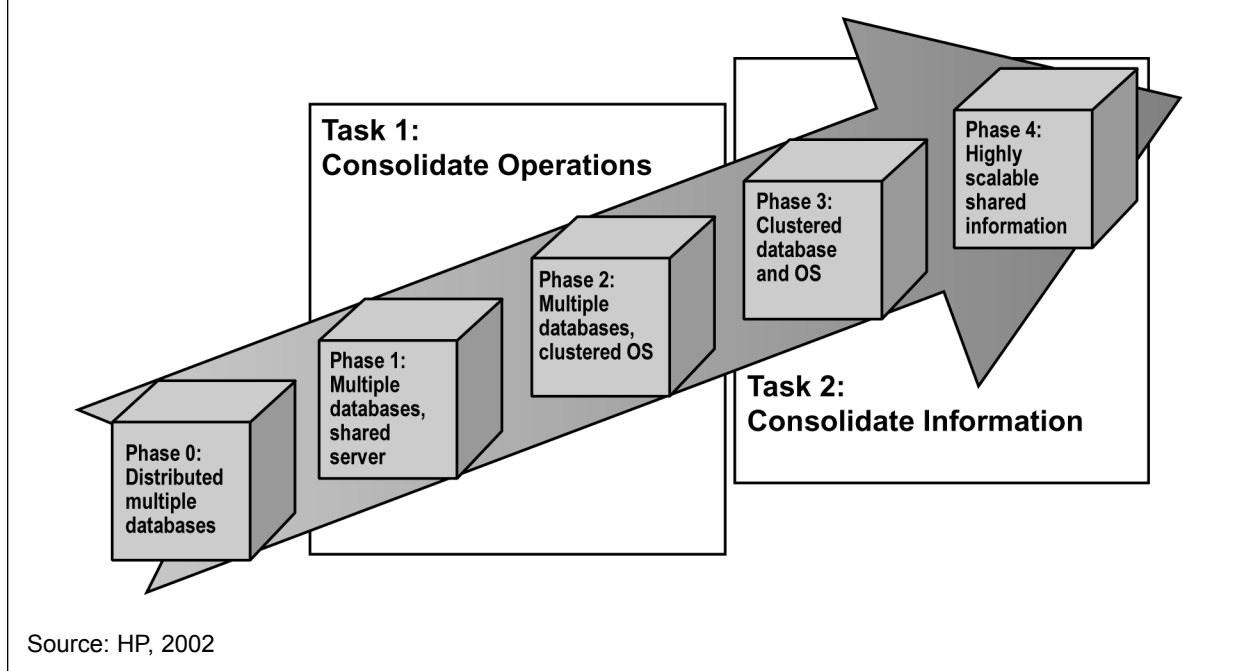 Task 1:
Consolidate Operations
Phase 0:
Distributed
multiple
databases
Phase 1:
Multiple
databases,
shared
server
Phase 2:
Multiple
databases,
clustered OS
Phase 3:
Clustered
database
and OS
Phase 4:
Highly
scalable
shared
information
Task 2:
Consolidate Information
Source: HP, 2002